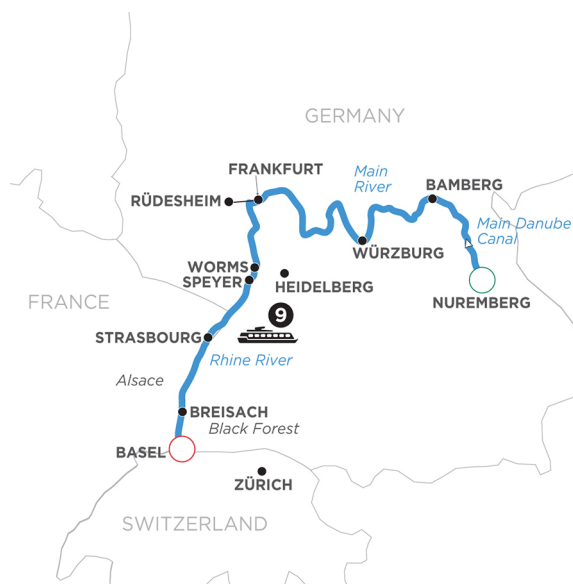 GERMANY
FRANKFURT
Main
River
BAMBERG
RÜDESHEIM
Main Danube
Canal
WÜRZBURG
WORMS
SPEYER
HEIDELBERG
FRANCE
NUREMBERG
9
STRASBOURG
Rhine River
Alsace
BREISACH
Black Forest
BASEL
ZÜRICH
SWITZERLAND